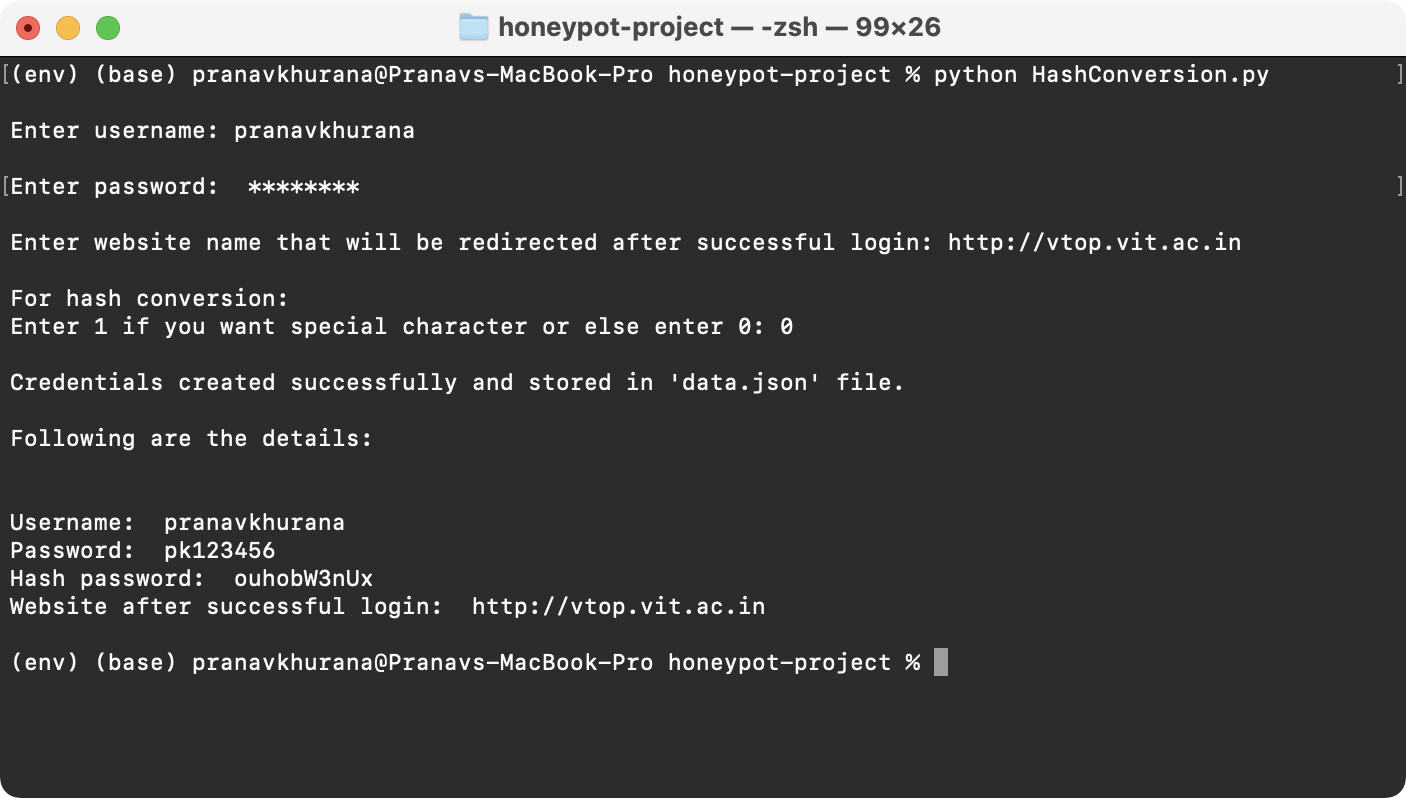 honeypot-project — -zsh — 99×26
[(env) (base) pranavkhurana@Pranavs-MacBook-Pro honeypot-project % python HashConversion.py ]
Enter username: pranavkhurana
[Enter password:  ******** ]
Enter website name that will be redirected after successful login: http://vtop.vit.ac.in
For hash conversion:
Enter 1 if you want special character or else enter 0: 0
Credentials created successfully and stored in 'data.json' file.
Following are the details:
Username:  pranavkhurana
Password:  pk123456
Hash password:  ouhobW3nUx
Website after successful login:  http://vtop.vit.ac.in
(env) (base) pranavkhurana@Pranavs-MacBook-Pro honeypot-project %